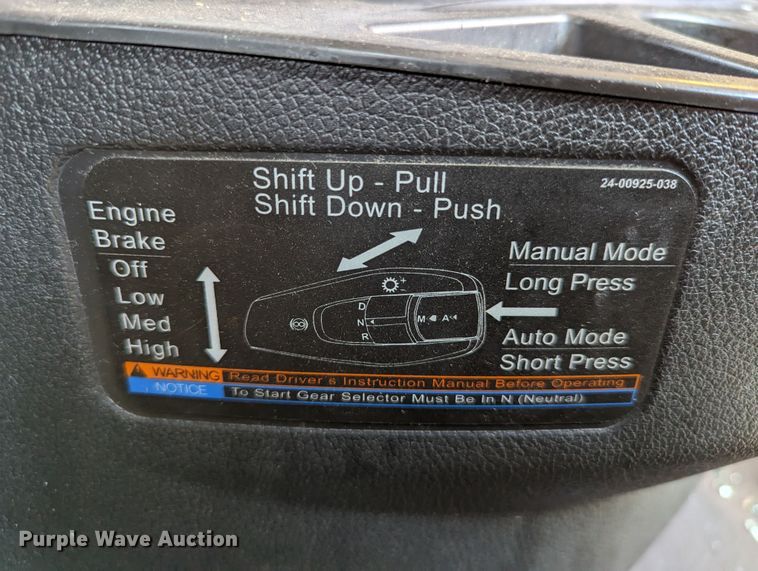 Shift Up - Pull
Shift Down - Push
24-00925-038
Engine
Brake
Off
Low
Med
High
Manual Mode
Long Press
Auto Mode
Short Press
D
N
R
M
A
+
WARNING Read Driver's Instruction Manual Before Operating
NOTICE To Start Gear Selector Must Be In N (Neutral)
Purple Wave Auction